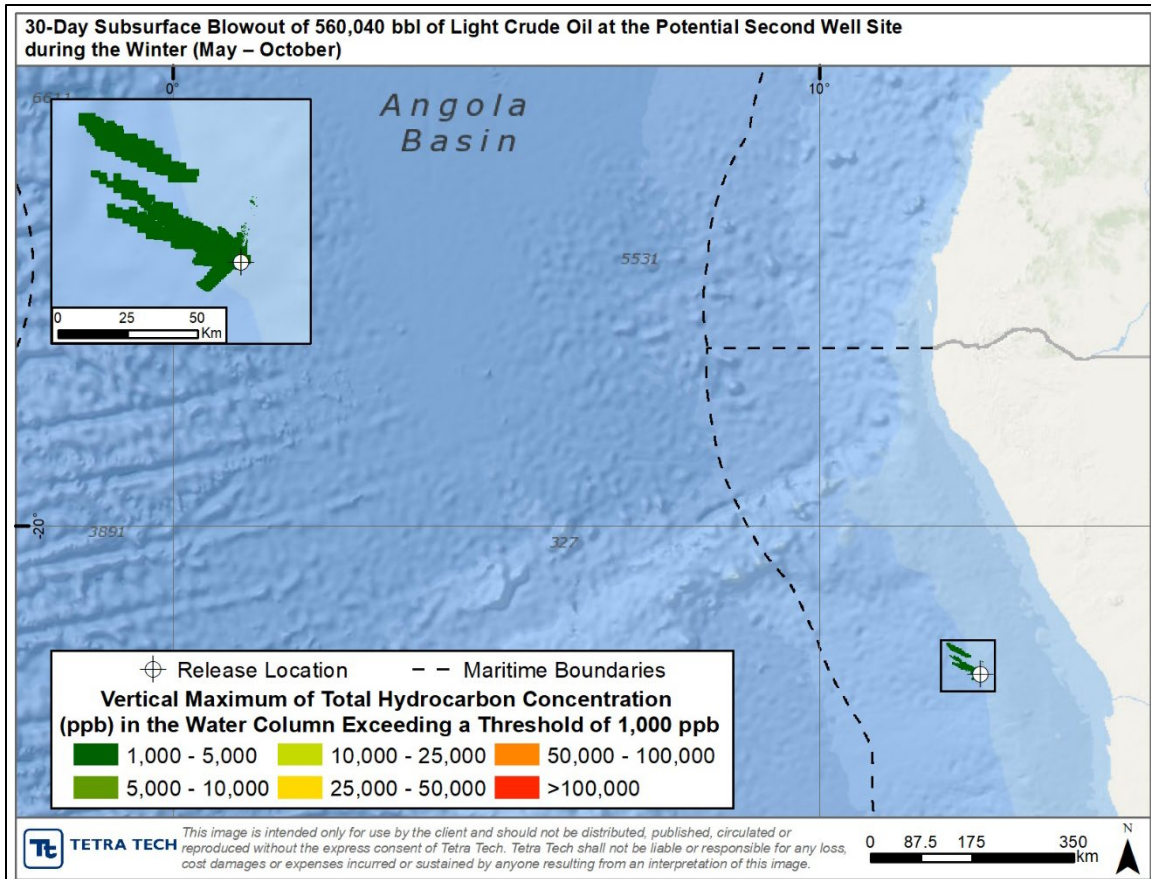 30-Day Subsurface Blowout of 560,040 bbl of Light Crude Oil at the Potential Second Well Site
during the Winter (May – October)
0° 10°
6611
Angola
Basin
0 25 50
Km
5531
-20°
3891
327
Release Location Maritime Boundaries
Vertical Maximum of Total Hydrocarbon Concentration
(ppb) in the Water Column Exceeding a Threshold of 1,000 ppb
1,000 - 5,000 10,000 - 25,000 50,000 - 100,000
5,000 - 10,000 25,000 - 50,000 >100,000
Tt TETRA TECH
This image is intended only for use by the client and should not be distributed, published, circulated or
reproduced without the express consent of Tetra Tech. Tetra Tech shall not be liable or responsible for any loss,
cost damages or expenses incurred or sustained by anyone resulting from an interpretation of this image.
0 87.5 175 350
km
N